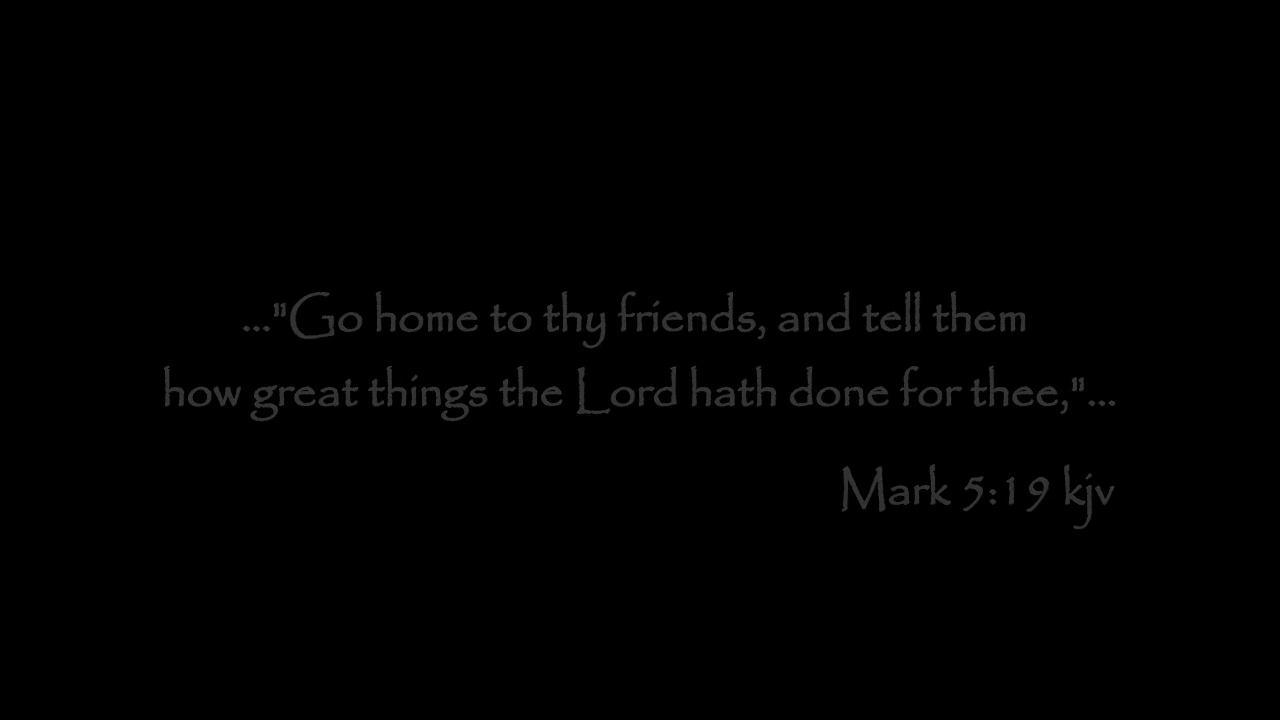 ..."Go home to thy friends, and tell them
how great things the Lord hath done for thee,"...
Mark 5:19 kjv